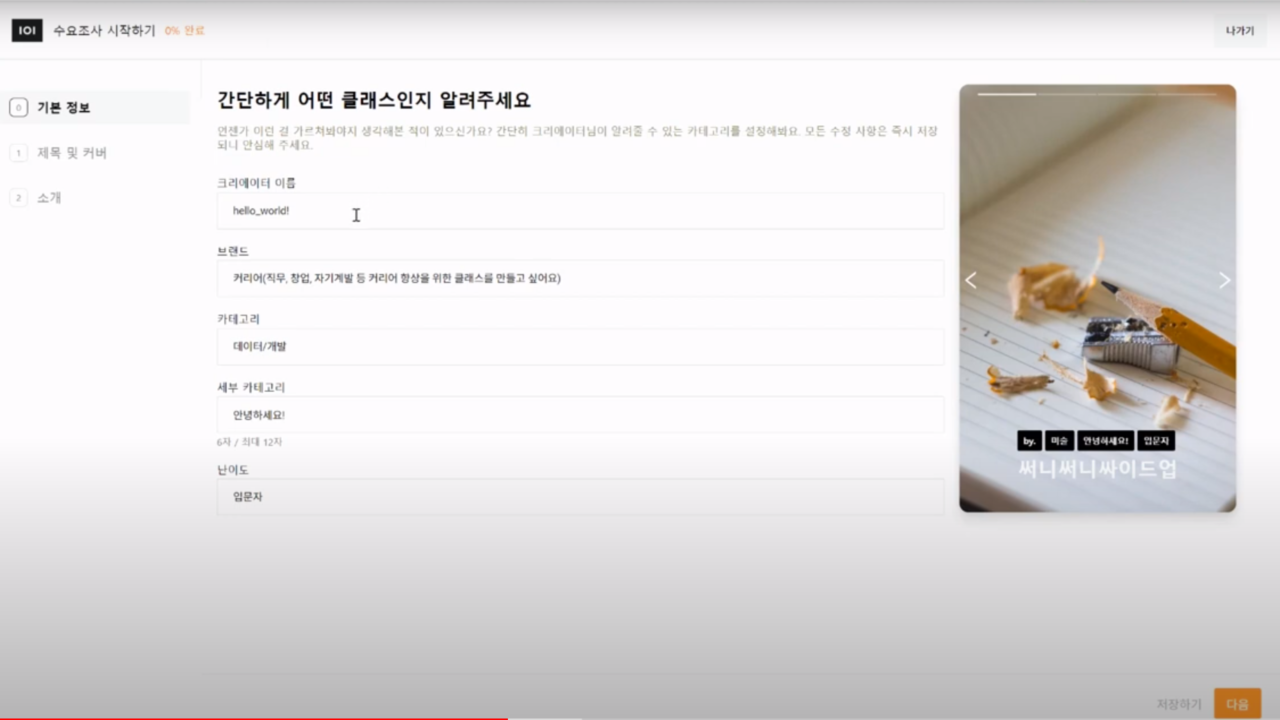 101 수요조사 시작하기 0% 완료
나가기
0 기본 정보
1 제목 및 커버
2 소개
간단하게 어떤 클래스인지 알려주세요
언젠가 이런 걸 가르쳐봐야지 생각해본 적이 있으신가요? 간단히 크리에이터님이 알려줄 수 있는 카테고리를 설정해봐요. 모든 수정 사항은 즉시 저장
되니 안심해 주세요.
크리에이터 이름
hello_world!
브랜드
커리어(직무, 창업, 자기계발 등 커리어 향상을 위한 클래스를 만들고 싶어요)
카테고리
데이터/개발
세부 카테고리
안녕하세요!
6자 / 최대 12자
난이도
입문자
by. 미술 안녕하세요! 입문자
써니써니싸이드업
저장하기 다음